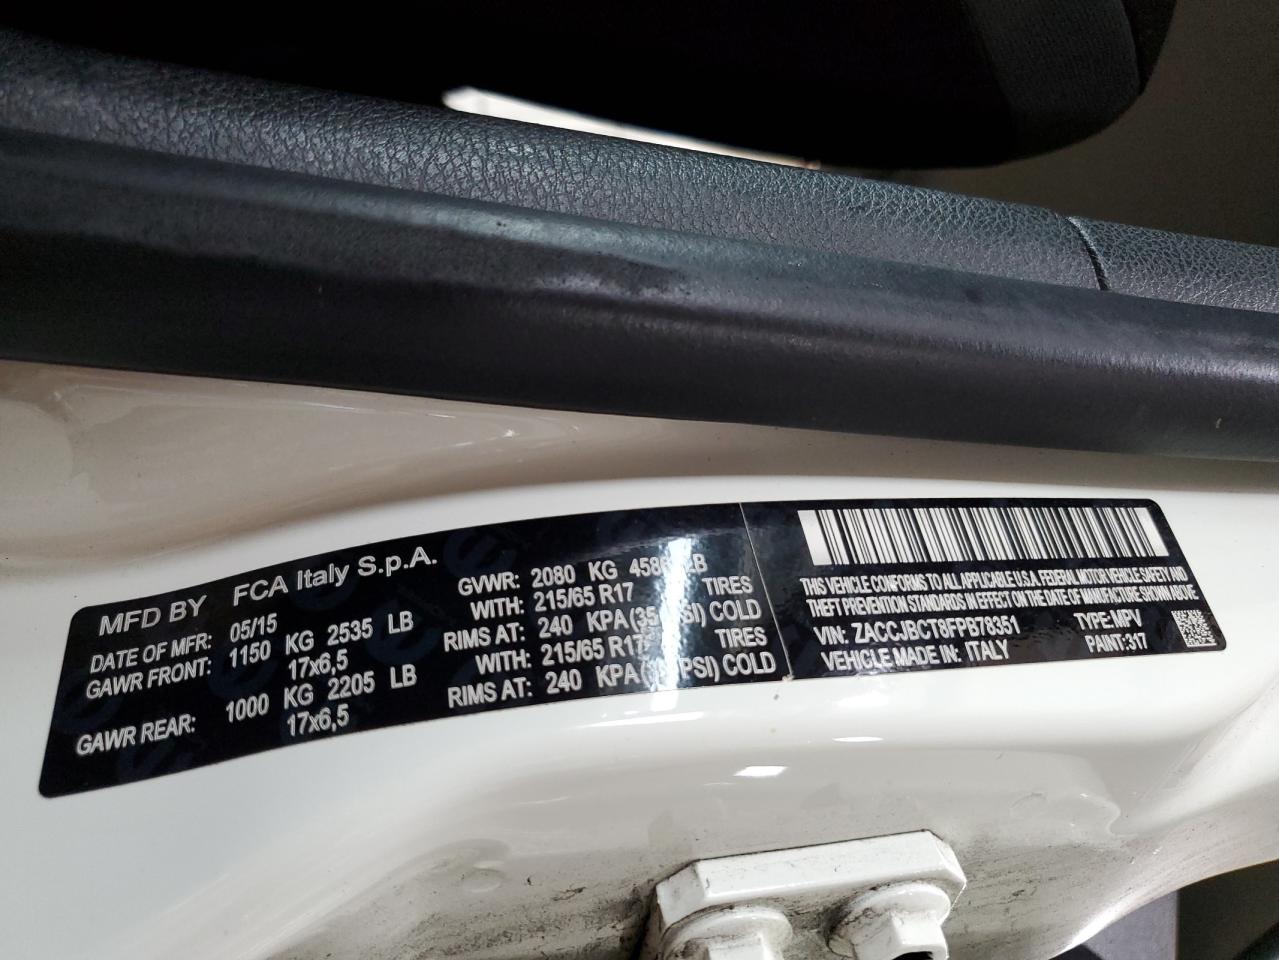 MFD BY FCA Italy S.p.A.
DATE OF MFR: 05/15
GAWR FRONT: 1150 KG 2535 LB
17x6,5
GAWR REAR: 1000 KG 2205 LB
17x6,5
GVWR: 2080 KG LB
WITH: 215/65 R17 TIRES
RIMS AT: 240 KPA COLD
WITH: 215/65 R17 TIRES
RIMS AT: 240 KPA COLD
THIS VEHICLE CONFORMS TO ALL APPLICABLE U.S.A. FEDERAL MOTOR VEHICLE SAFETY AND
THEFT PREVENTION STANDARDS IN EFFECT ON THE DATE OF MANUFACTURE SHOWN ABOVE
VIN: ZACCJBCT8FPB78351 TYPE: MPV
VEHICLE MADE IN: ITALY PAINT:317